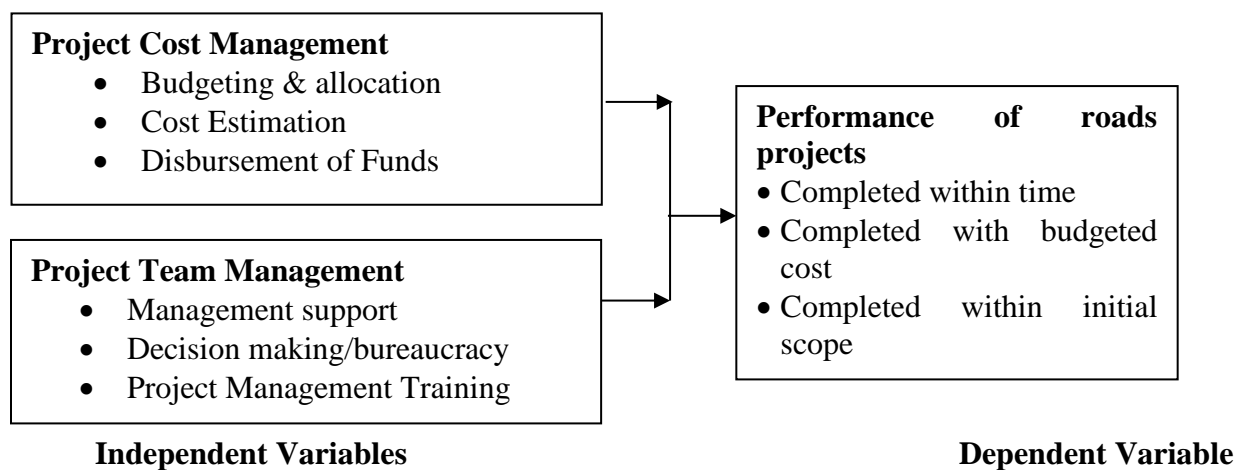 Project Cost Management
• Budgeting & allocation
• Cost Estimation
• Disbursement of Funds
Project Team Management
• Management support
• Decision making/bureaucracy
• Project Management Training
Independent Variables
Performance of roads
projects
• Completed within time
• Completed with budgeted
cost
• Completed within initial
scope
Dependent Variable